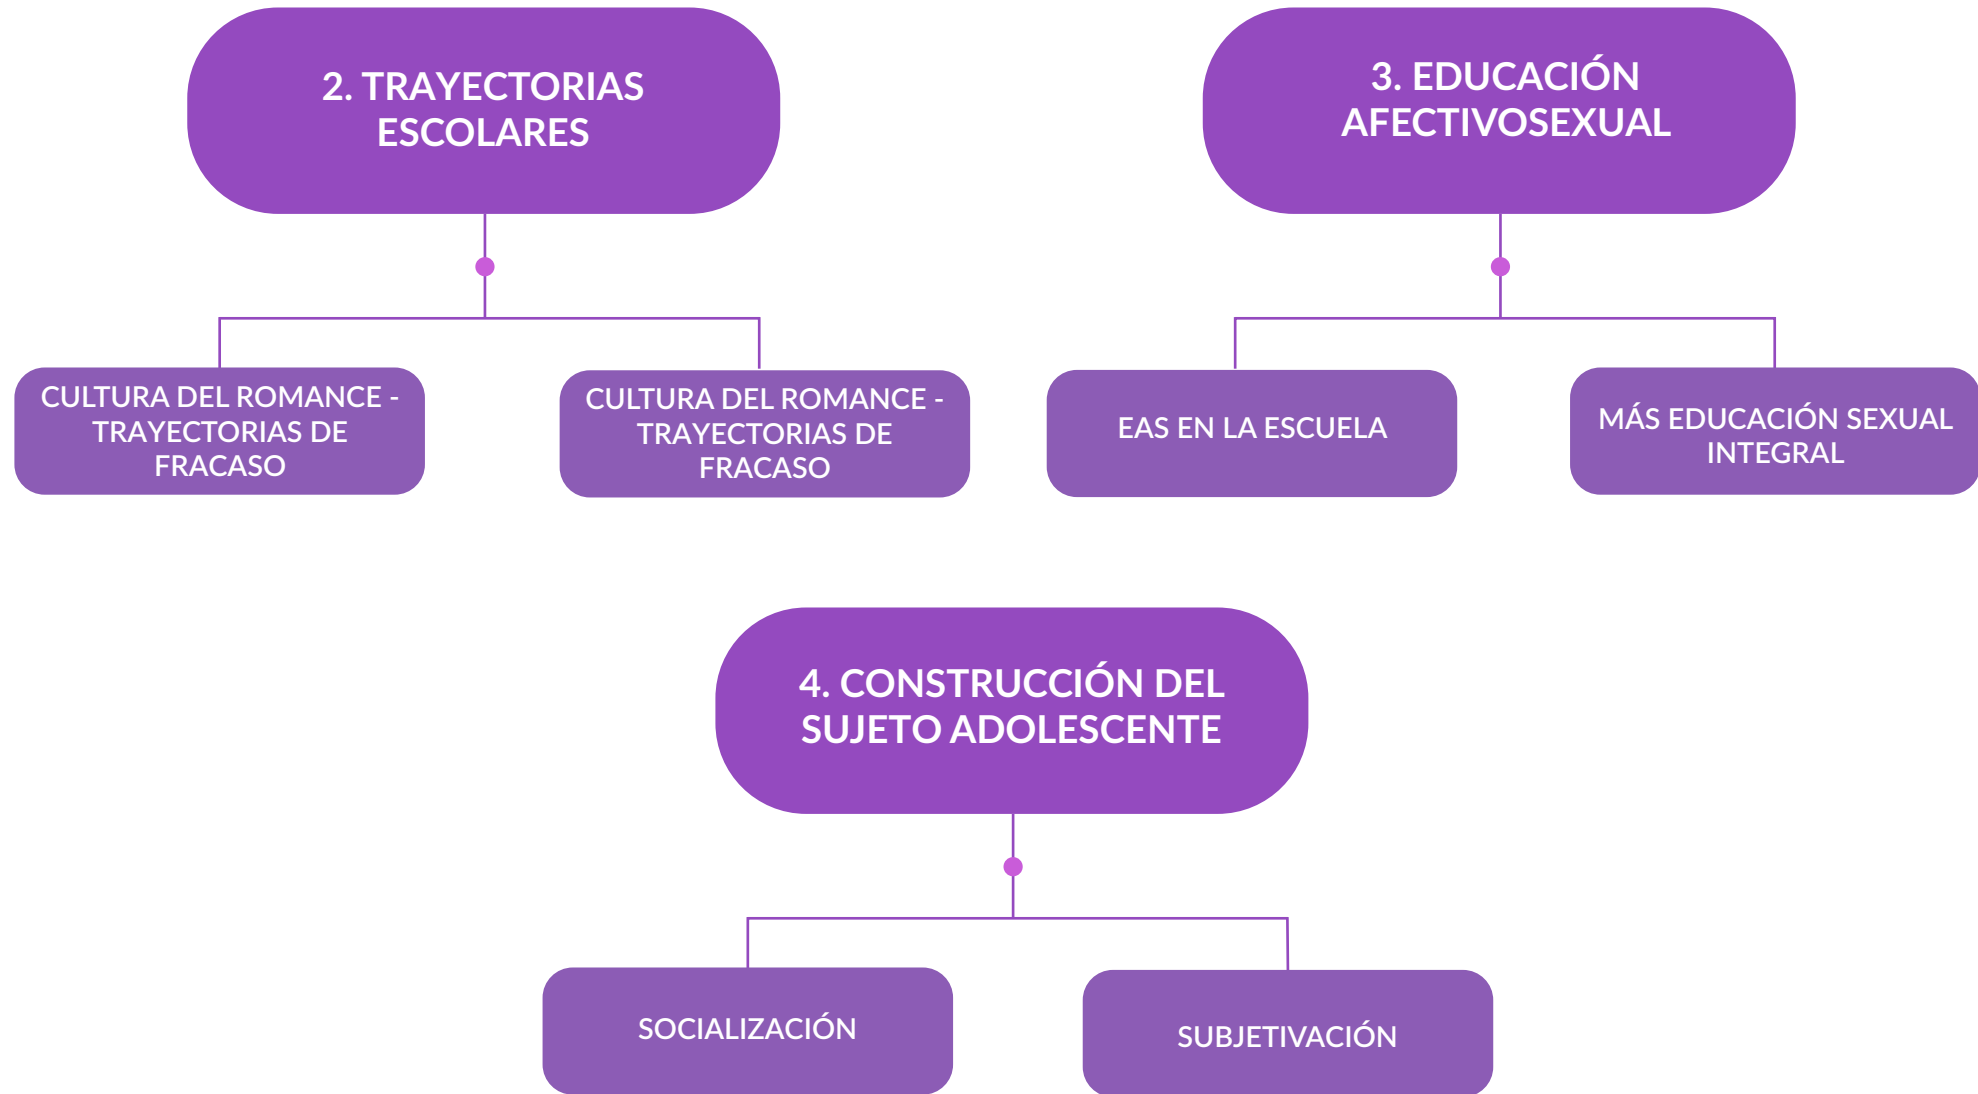 2. TRAYECTORIAS
ESCOLARES
CULTURA DEL ROMANCE -
TRAYECTORIAS DE
FRACASO
CULTURA DEL ROMANCE -
TRAYECTORIAS DE
FRACASO
3. EDUCACIÓN
AFECTIVOSEXUAL
EAS EN LA ESCUELA
MÁS EDUCACIÓN SEXUAL
INTEGRAL
4. CONSTRUCCIÓN DEL
SUJETO ADOLESCENTE
SOCIALIZACIÓN
SUBJETIVACIÓN